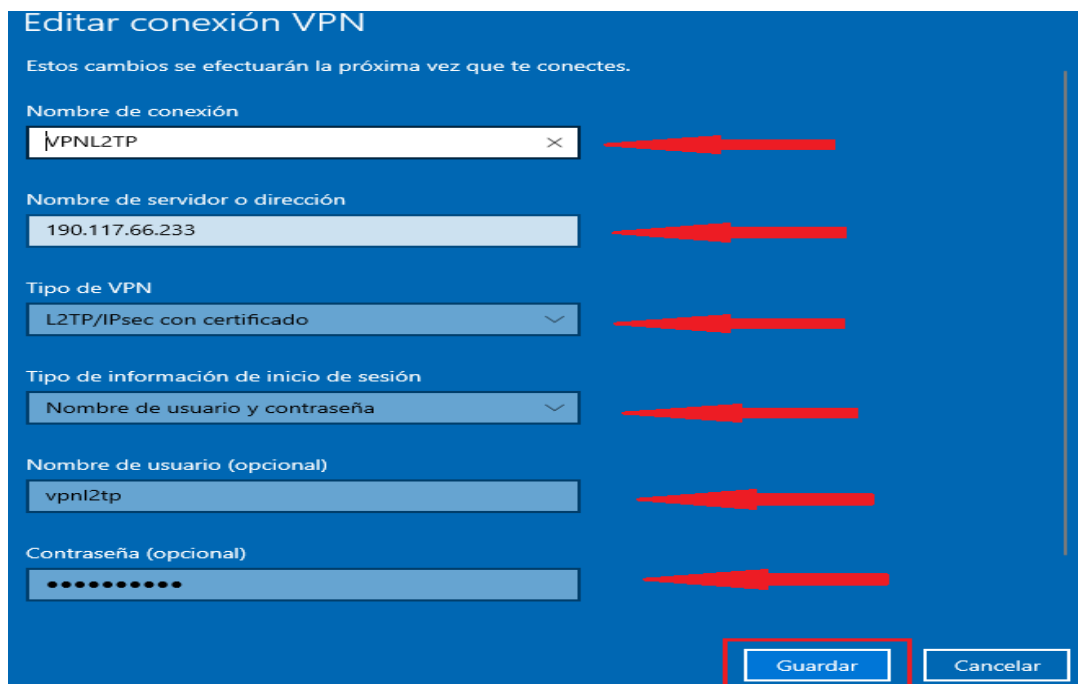 Editar conexión VPN
Estos cambios se efectuarán la próxima vez que te conectes.
Nombre de conexión
VPNL2TP
Nombre de servidor o dirección
190.117.66.233
Tipo de VPN
L2TP/IPsec con certificado
Tipo de información de inicio de sesión
Nombre de usuario y contraseña
Nombre de usuario (opcional)
vpnl2tp
Contraseña (opcional)
••••••••••
Guardar Cancelar